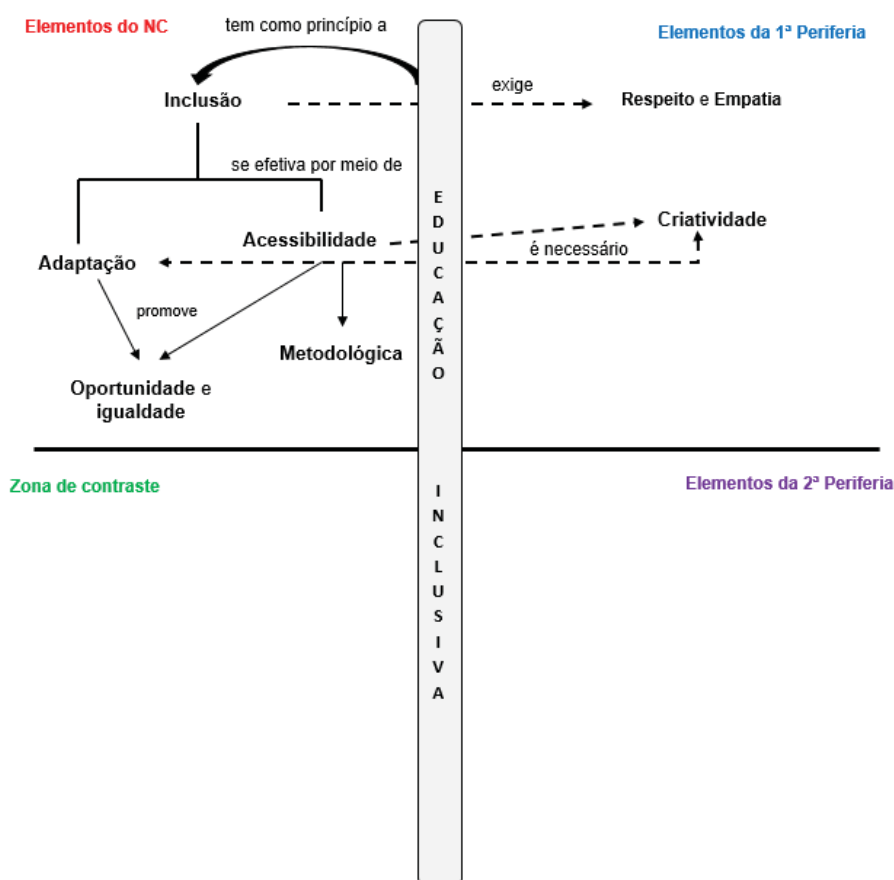 Elementos do NC
tem como princípio a
Elementos da 1ª Periferia
Inclusão
exige
Respeito e Empatia
se efetiva por meio de
Acessibilidade
Criatividade
Adaptação
é necessário
promove
Metodológica
Oportunidade e
igualdade
EDUCAÇÃO
Zona de contraste
Elementos da 2ª Periferia
INCLUSIVA